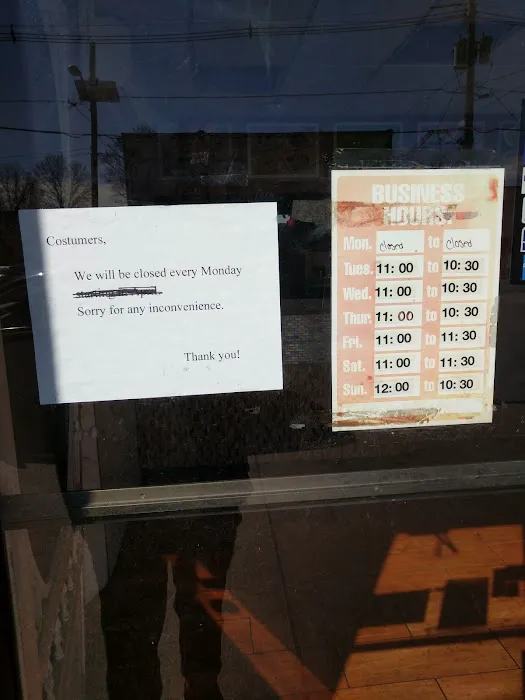 Costumers,
We will be closed every Monday
Sorry for any inconvenience.
Thank you!
BUSINESS
HOURS
Mon. closed to closed
Tues. 11:00 to 10:30
Wed. 11:00 to 10:30
Thur. 11:00 to 10:30
Fri. 11:00 to 11:30
Sat. 11:00 to 11:30
Sun. 12:00 to 10:30